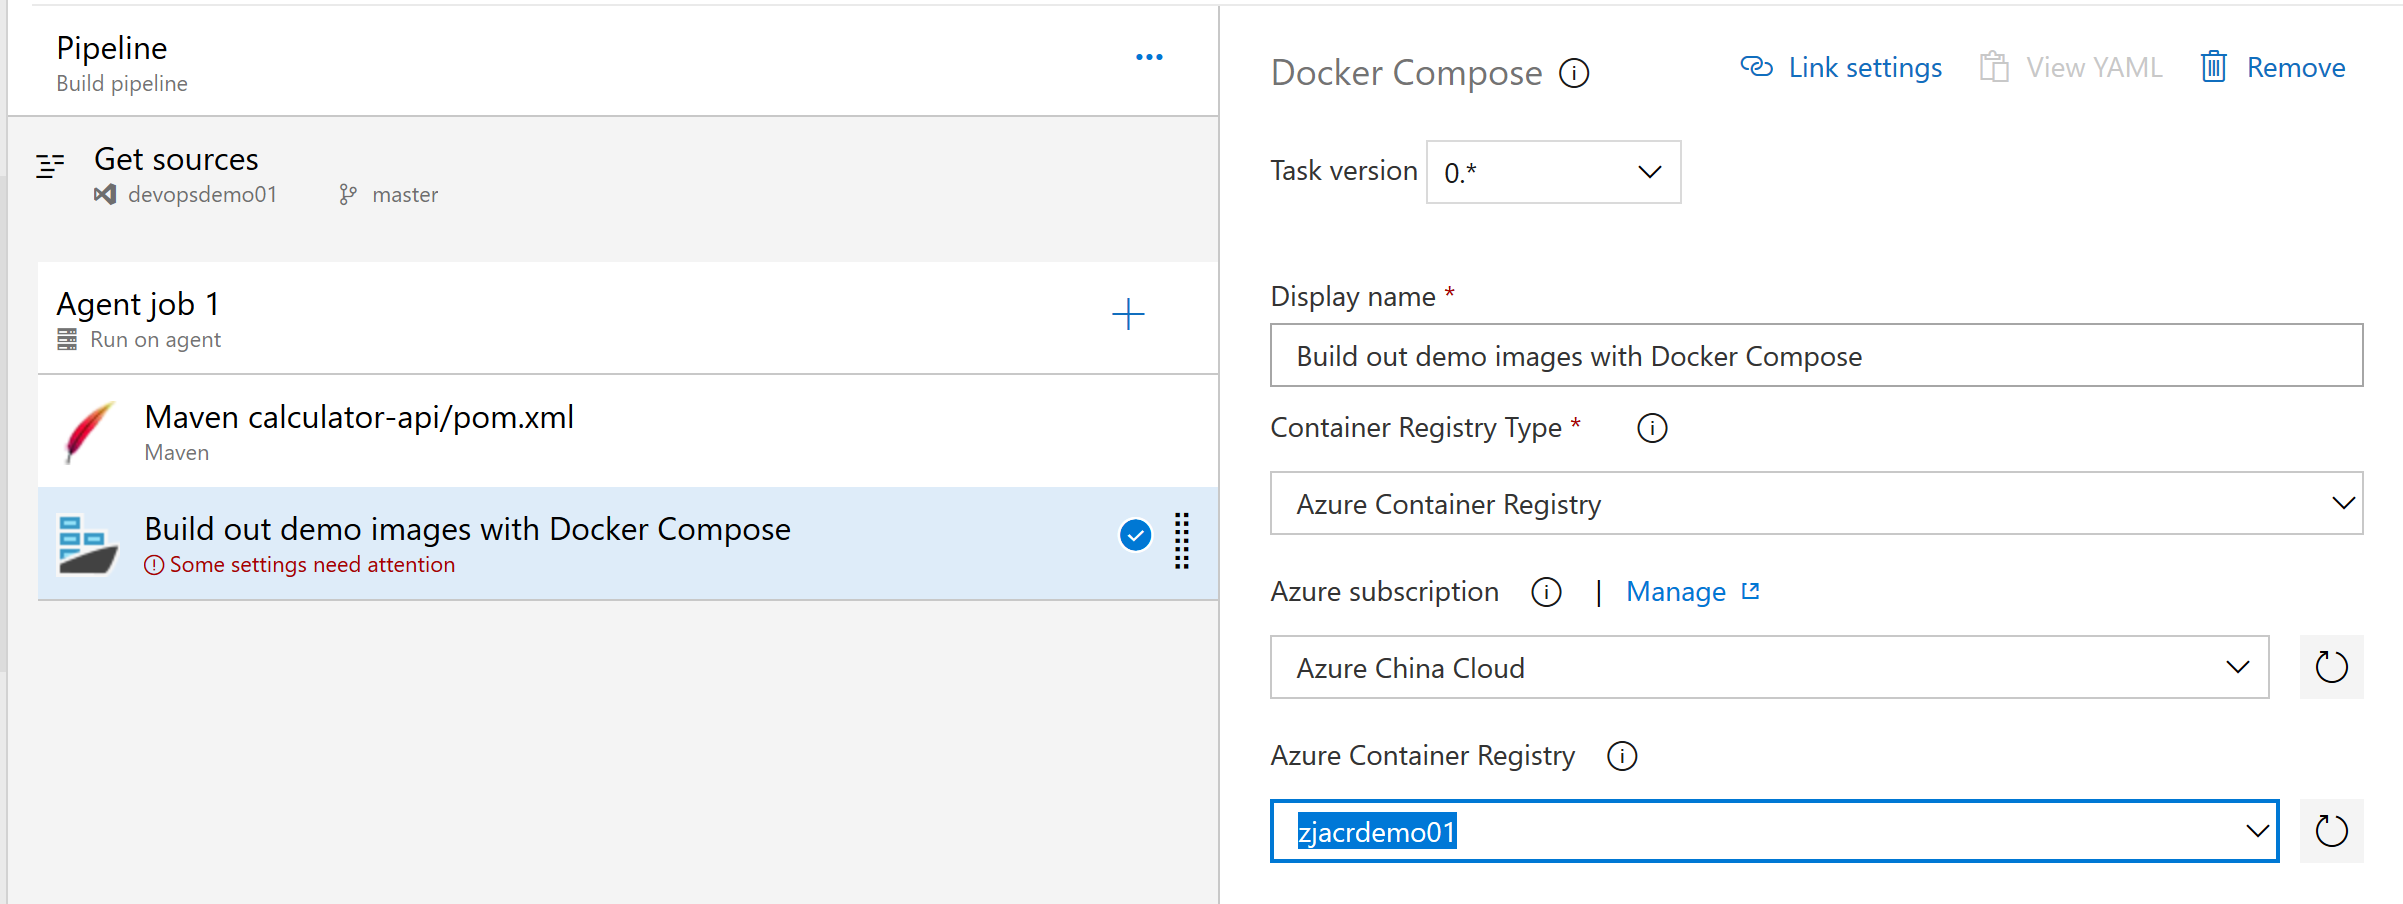 Pipeline
Build pipeline
Get sources
devopsdemo01 master
Agent job 1
Run on agent
Maven calculator-api/pom.xml
Maven
Build out demo images with Docker Compose
Some settings need attention
Docker Compose
Link settings
View YAML
Remove
Task version 0.*
Display name *
Build out demo images with Docker Compose
Container Registry Type *
Azure Container Registry
Azure subscription | Manage
Azure China Cloud
Azure Container Registry
zjacrdemo01